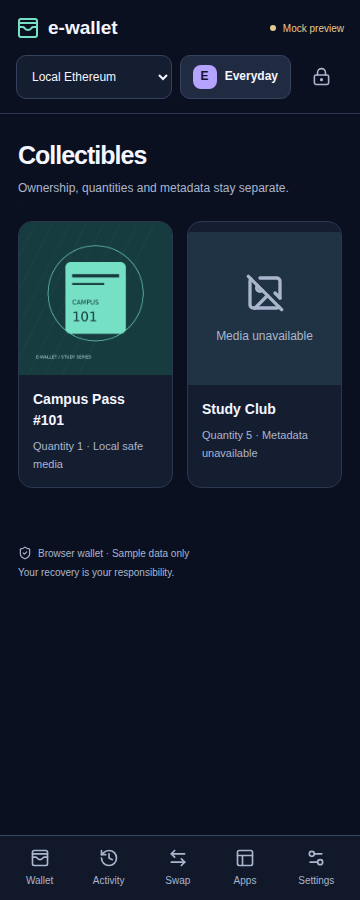 e-wallet
Mock preview
Local Ethereum
E
Everyday
Collectibles
Ownership, quantities and metadata stay separate.
CAMPUS
101
E-WALLET / STUDY SERIES
Campus Pass
#101
Quantity 1 · Local safe
media
Media unavailable
Study Club
Quantity 5 · Metadata
unavailable
Browser wallet · Sample data only
Your recovery is your responsibility.
Wallet
Activity
Swap
Apps
Settings